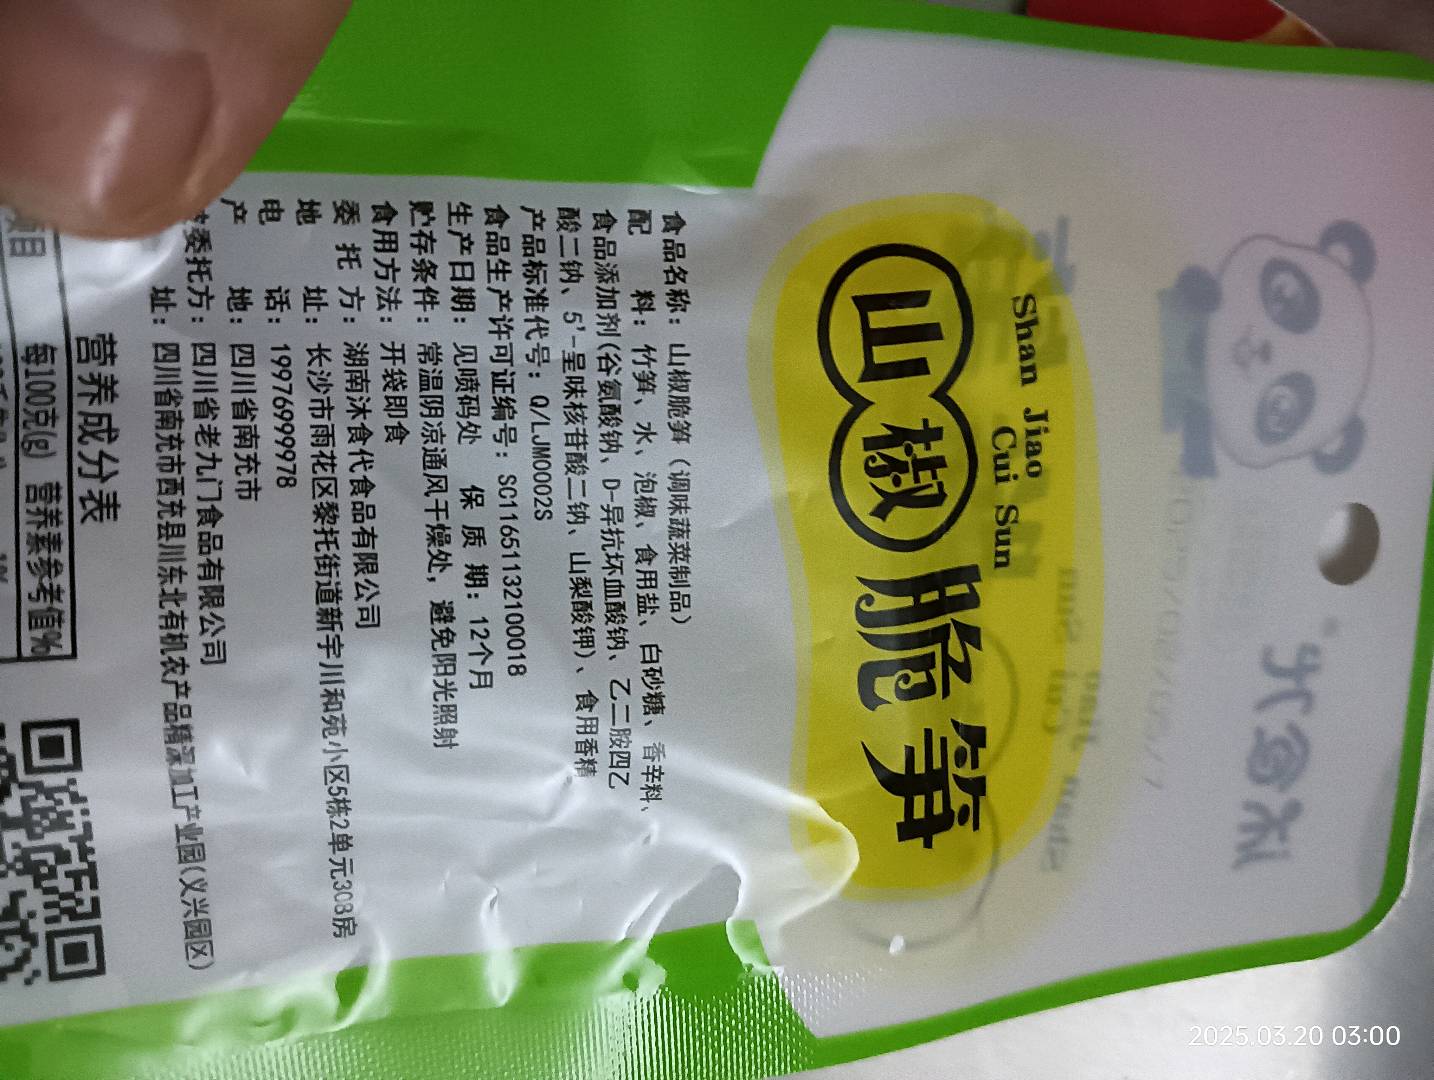 Shan Jiao
Cui Sun
山椒脆笋
食品名称：山椒脆笋（调味蔬菜制品）
配料：竹笋、水、泡椒、食用盐、白砂糖、香辛料、
食品添加剂(谷氨酸钠、D-异抗坏血酸钠、乙二胺四乙
酸二钠、5'-呈味核苷酸二钠、山梨酸钾)、食用香精
产品标准代号：Q/LJM0002S
食品生产许可证编号：SC11651132100018
生产日期：见喷码处 保质期：12个月
贮存条件：常温阴凉通风干燥处，避免阳光照射
食用方法：开袋即食
委托方：湖南沐食代食品有限公司
地址：长沙市雨花区黎托街道新宇川和苑小区5栋2单元303房
电话：19976999978
产地：四川省南充市
委托方：四川省老九门食品有限公司
址：四川省南充市西充县川东北有机农产品精深加工产业园(义兴园区)
营养成分表
项目 每100克(g) 营养素参考值%
2025.03.20 03:00